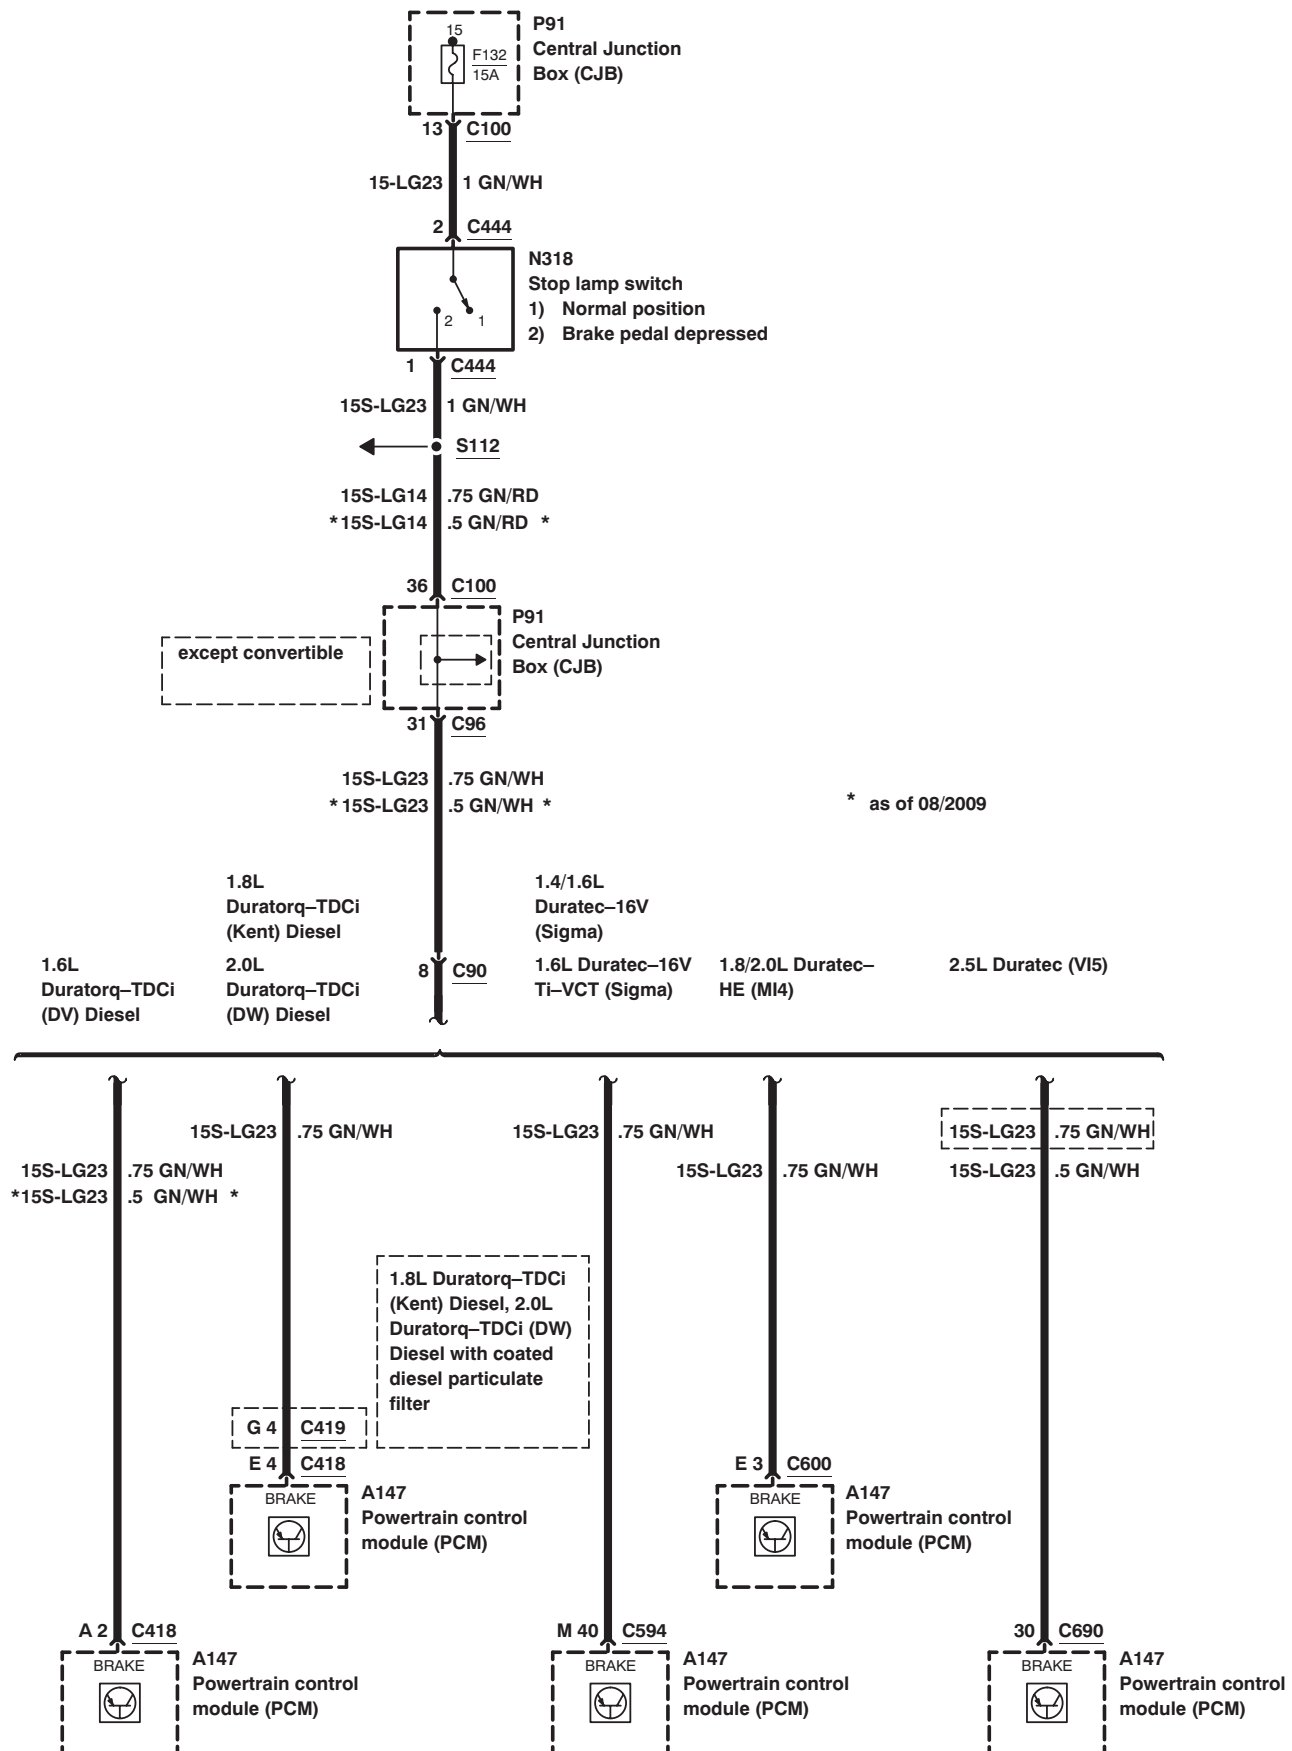 15
F132
15A
P91
Central Junction
Box (CJB)
13 C100
15-LG23 1 GN/WH
2 C444
2 1
N318
Stop lamp switch
1) Normal position
2) Brake pedal depressed
1 C444
15S-LG23 1 GN/WH
S112
15S-LG14 .75 GN/RD
*15S-LG14 .5 GN/RD *
36 C100
except convertible
P91
Central Junction
Box (CJB)
31 C96
15S-LG23 .75 GN/WH
*15S-LG23 .5 GN/WH *
* as of 08/2009
1.6L
Duratorq–TDCi
(DV) Diesel
1.8L
Duratorq–TDCi
(Kent) Diesel
2.0L
Duratorq–TDCi
(DW) Diesel
8 C90
1.4/1.6L
Duratec–16V
(Sigma)
1.6L Duratec–16V
Ti–VCT (Sigma)
1.8/2.0L Duratec–
HE (MI4)
2.5L Duratec (VI5)
15S-LG23 .75 GN/WH
*15S-LG23 .5 GN/WH *
15S-LG23 .75 GN/WH
15S-LG23 .75 GN/WH
15S-LG23 .75 GN/WH
15S-LG23 .75 GN/WH
15S-LG23 .5 GN/WH
1.8L Duratorq–TDCi
(Kent) Diesel, 2.0L
Duratorq–TDCi (DW)
Diesel with coated
diesel particulate
filter
G 4 C419
E 4 C418
BRAKE
A147
Powertrain control
module (PCM)
E 3 C600
BRAKE
A147
Powertrain control
module (PCM)
A 2 C418
BRAKE
A147
Powertrain control
module (PCM)
M 40 C594
BRAKE
A147
Powertrain control
module (PCM)
30 C690
BRAKE
A147
Powertrain control
module (PCM)